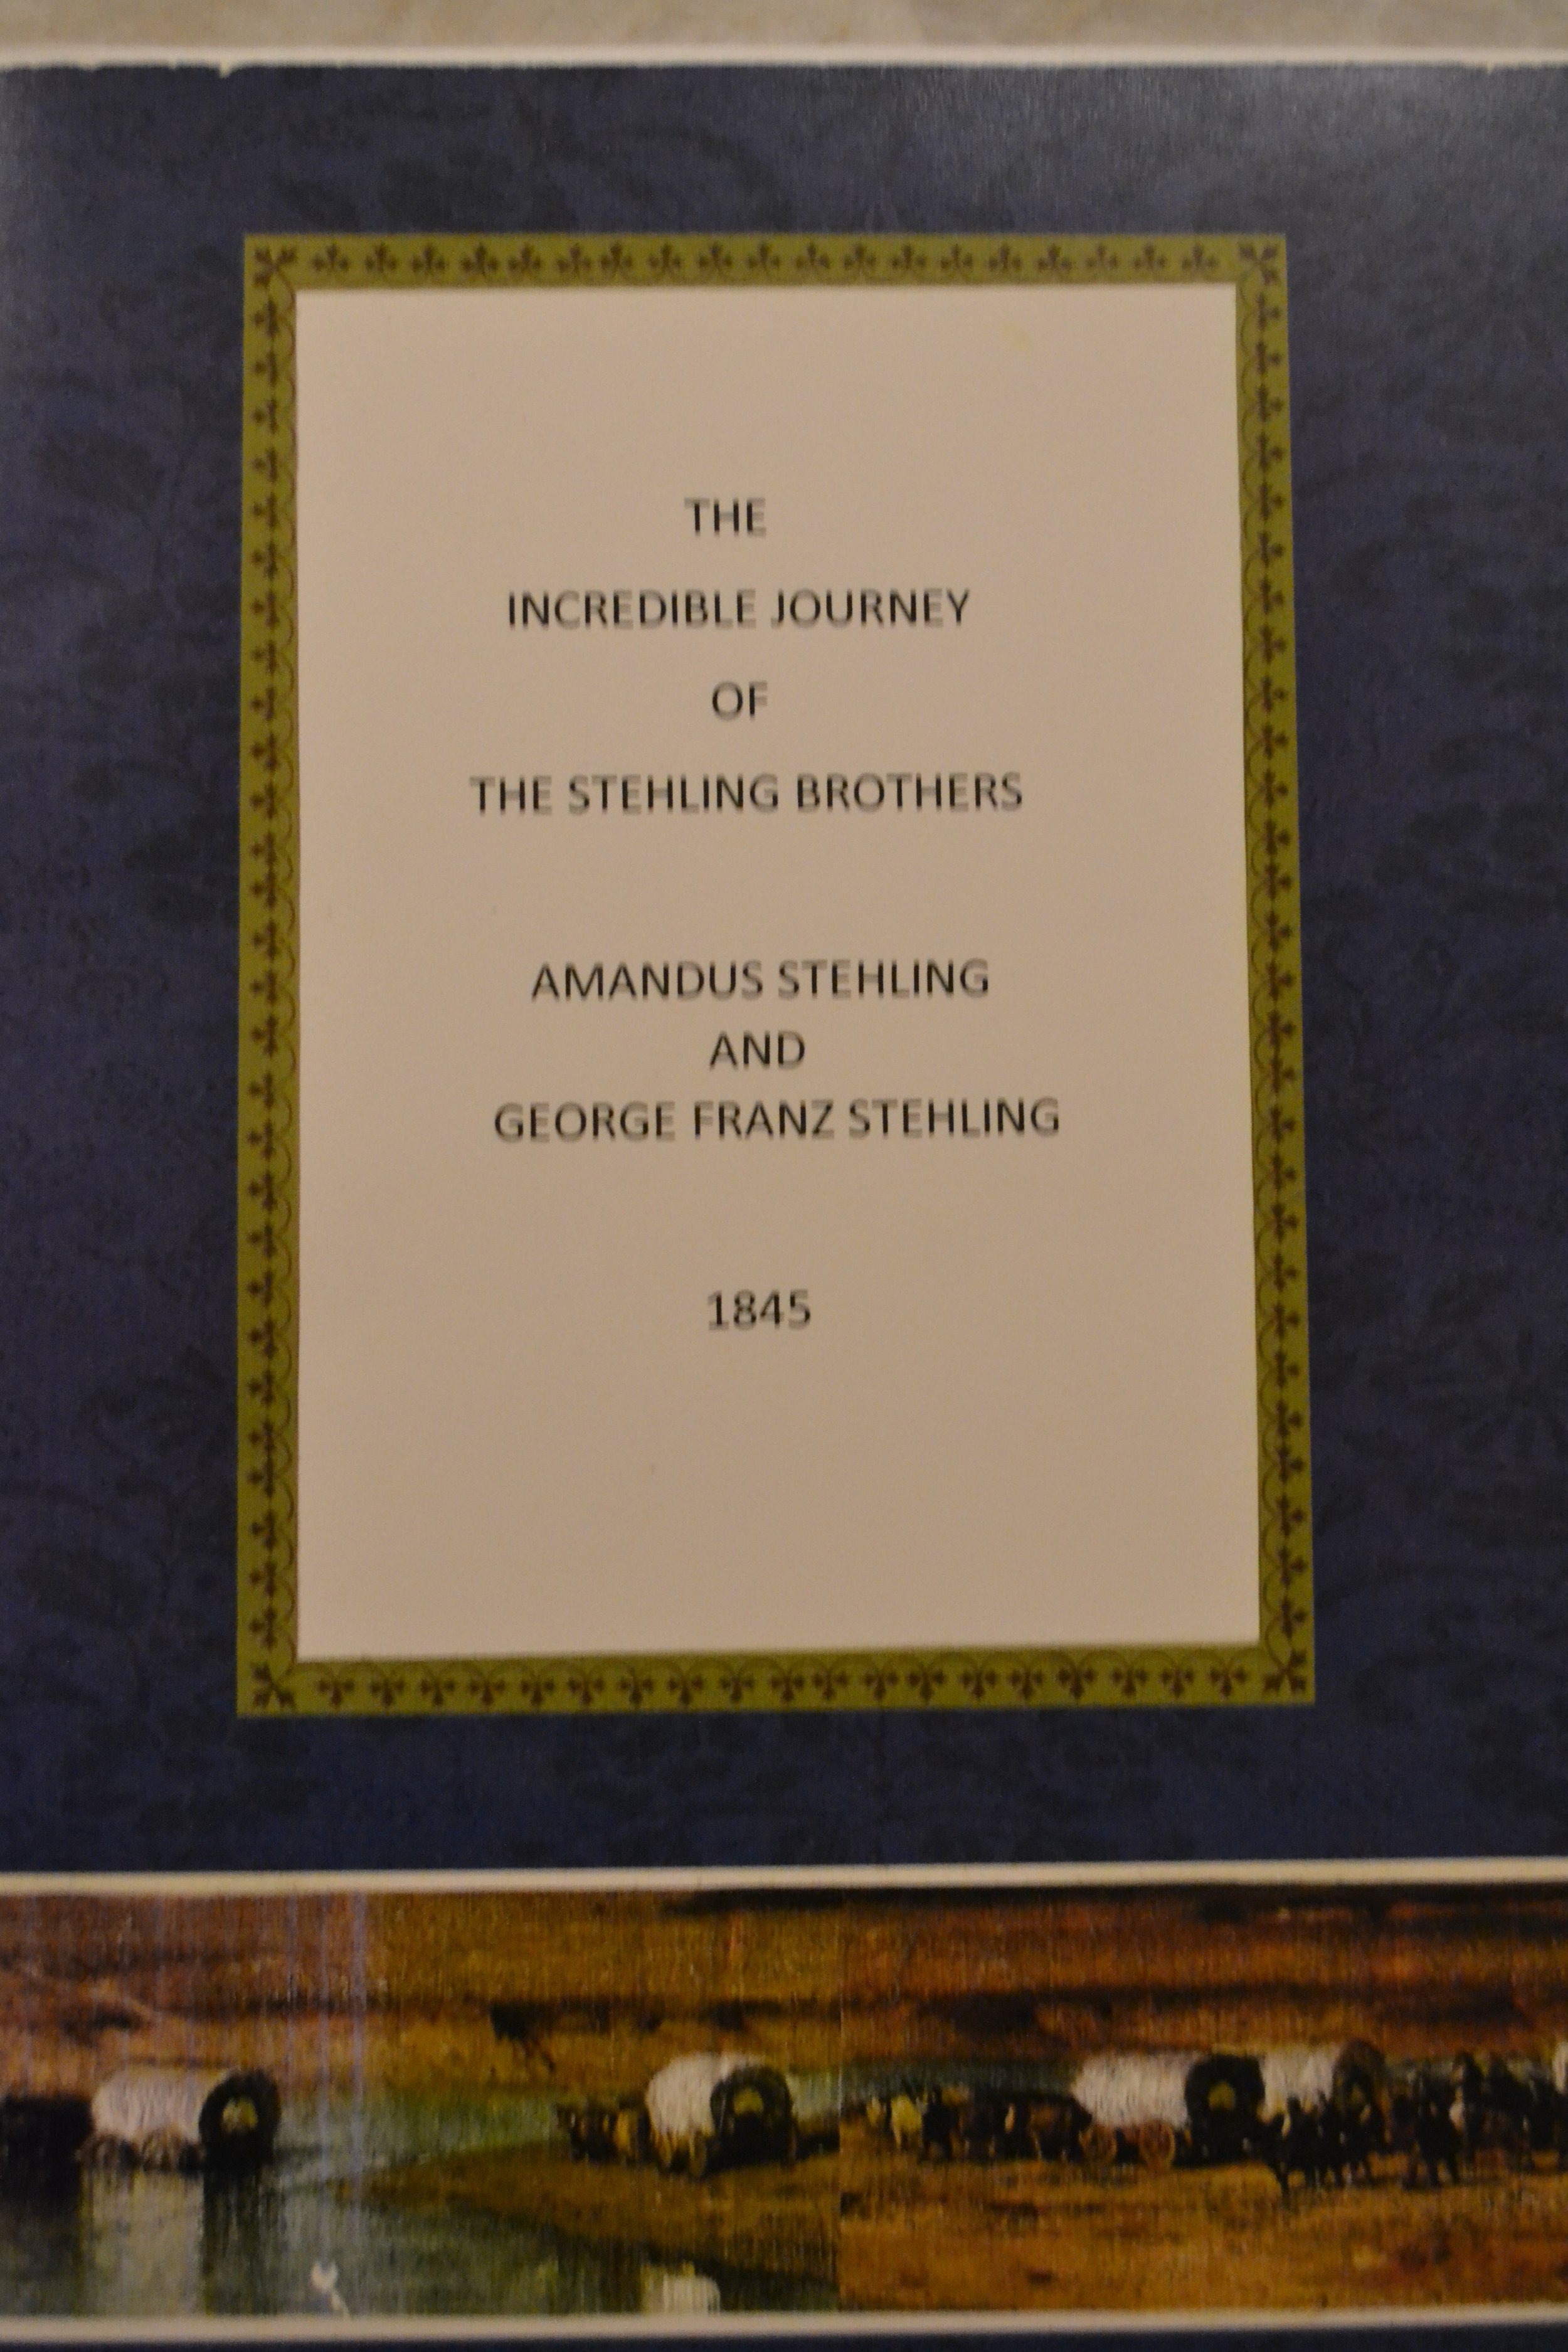 THE
INCREDIBLE JOURNEY
OF
THE STEHLING BROTHERS
AMANDUS STEHLING
AND
GEORGE FRANZ STEHLING
1845